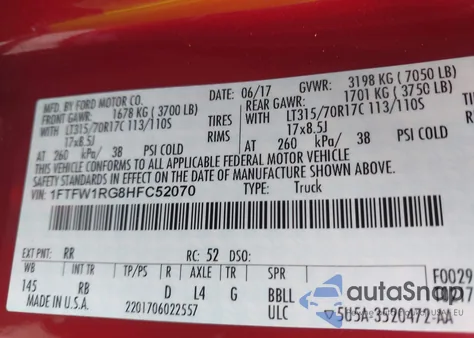 MFD. BY FORD MOTOR CO.
DATE: 06/17 GVWR: 3198 KG ( 7050 LB)
FRONT GAWR: 1678 KG ( 3700 LB)
REAR GAWR: 1701 KG ( 3750 LB)
LT315/70R17C 113/110S TIRES LT315/70R17C 113/110S
17x8.5J RIMS 17x8.5J
AT 260 kPa/ 38 PSI COLD AT 260 kPa/ 38 PSI COLD
THIS VEHICLE CONFORMS TO ALL APPLICABLE FEDERAL MOTOR VEHICLE
SAFETY STANDARDS IN EFFECT ON THE DATE OF MANUFACTURE SHOWN ABOVE.
VIN: 1FTFW1RG8HFC52070 TYPE: Truck
EXT PNT: RR RC: 52 DSO:
WB INT TR TP/PS R AXLE TR SPR F0029
145 RB D L4 G BBLL
MADE IN U.S.A. 2201706022557 ULC 5U5A-3520472-AA
autoSnap